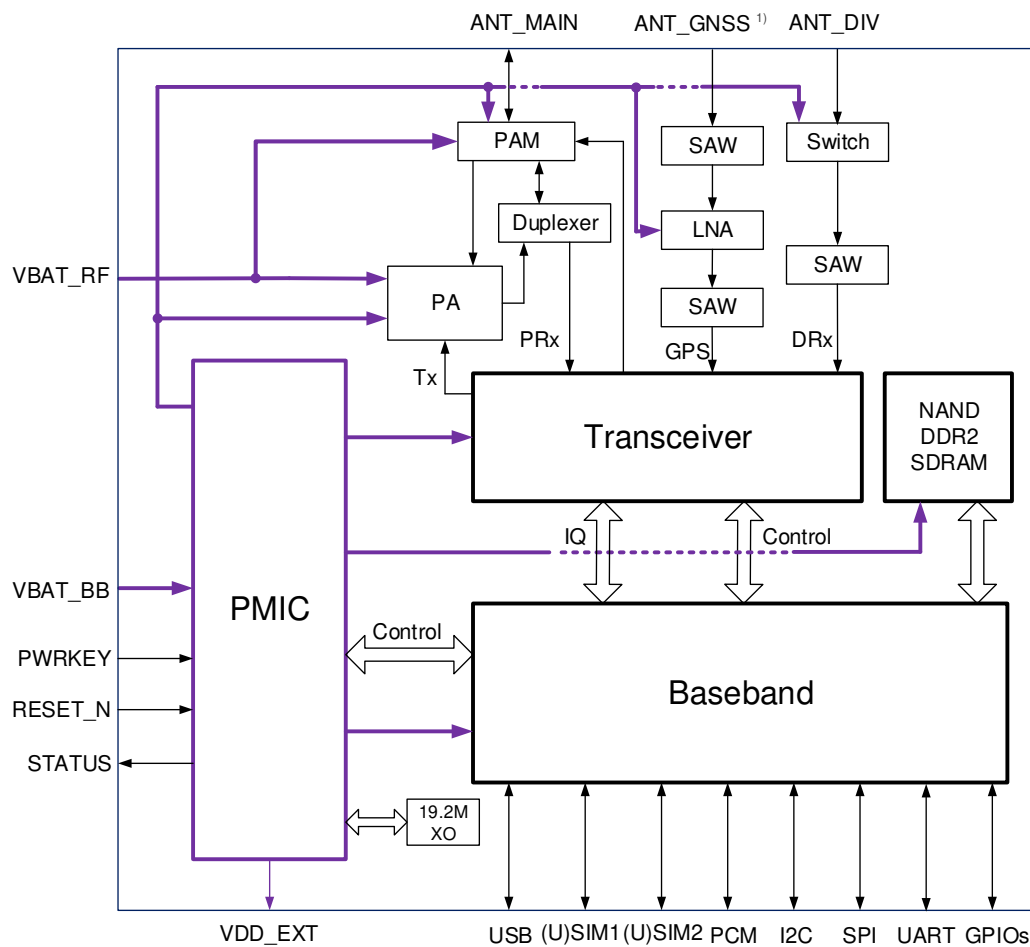 ANT_MAIN ANT_GNSS 1) ANT_DIV
PAM
SAW
Switch
Duplexer
LNA
VBAT_RF
SAW
PA
SAW
PRx
GPS
DRx
Tx
Transceiver
NAND
DDR2
SDRAM
IQ
Control
VBAT_BB
PMIC
Control
PWRKEY
Baseband
RESET_N
STATUS
19.2M
XO
VDD_EXT
USB (U)SIM1 (U)SIM2 PCM I2C SPI UART GPIOs